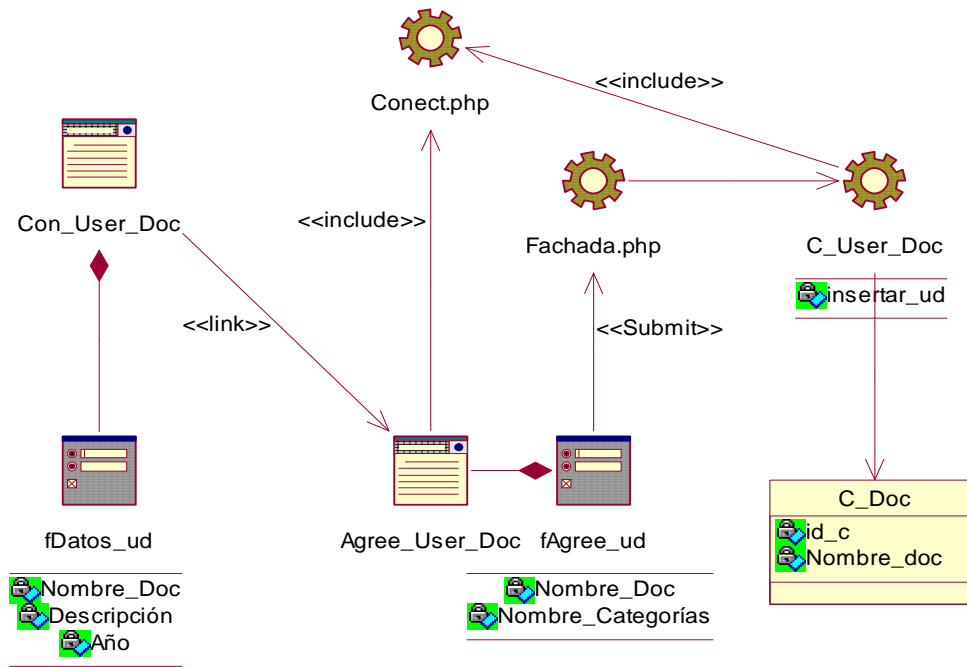 <<include>>
Conect.php
Con_User_Doc
<<include>>
Fachada.php
C_User_Doc
insertar_ud
<<link>>
<<Submit>>
fDatos_ud
Nombre_Doc
Descripción
Año
Agree_User_Doc
fAgree_ud
Nombre_Doc
Nombre_Categorías
C_Doc
id_c
Nombre_doc